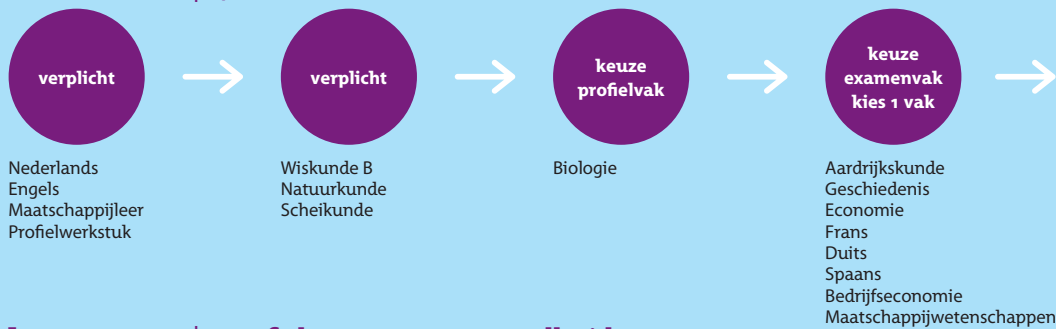 verplicht
Nederlands
Engels
Maatschappijleer
Profielwerkstuk
verplicht
Wiskunde B
Natuurkunde
Scheikunde
keuze
profielvak
Biologie
keuze
examenvak
kies 1 vak
Aardrijkskunde
Geschiedenis
Economie
Frans
Duits
Spaans
Bedrijfseconomie
Maatschappijwetenschappen